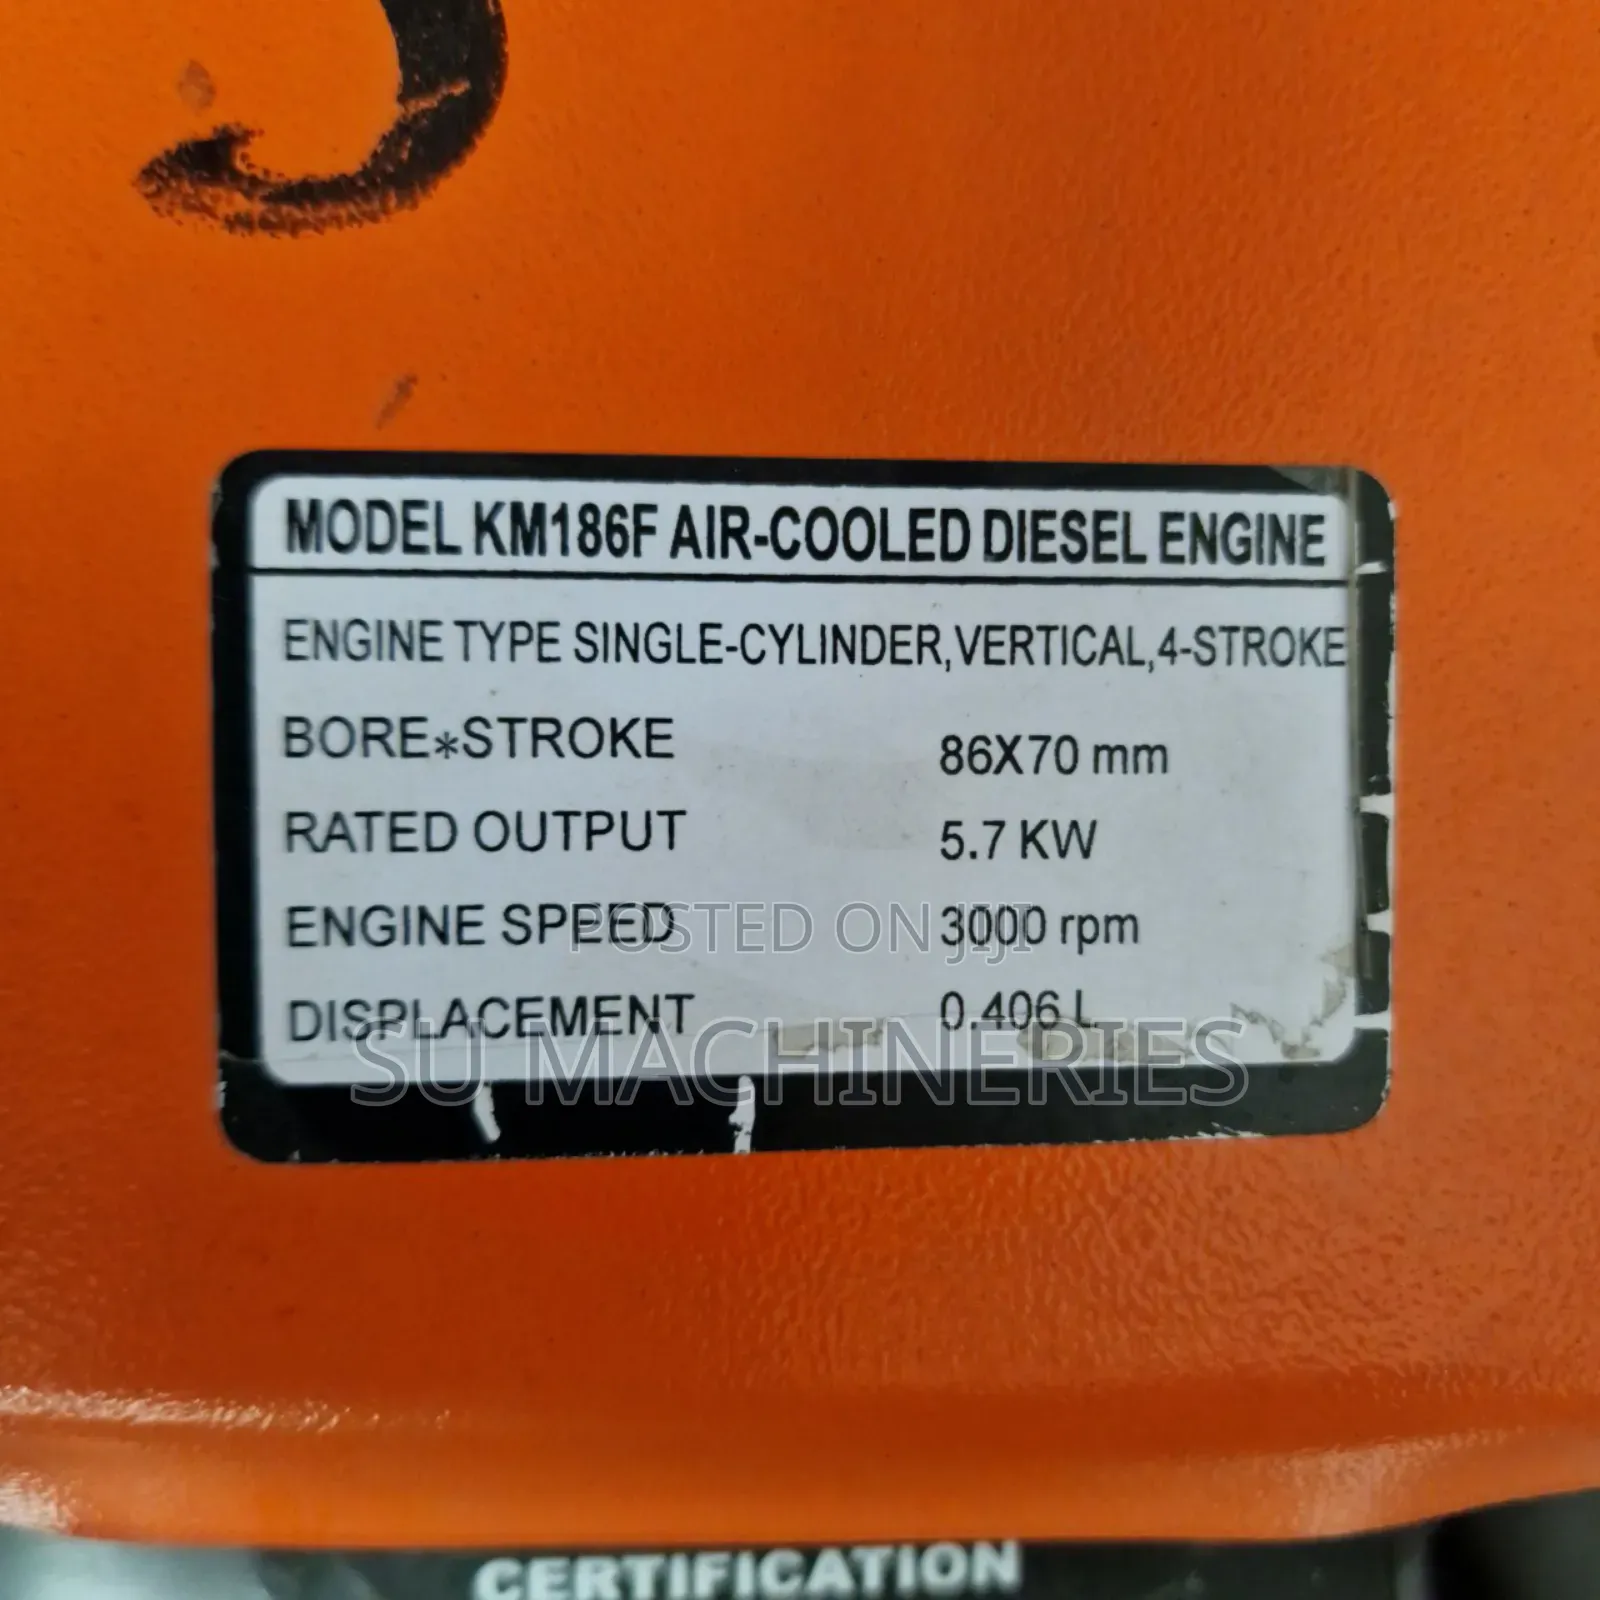 MODEL KM186F AIR-COOLED DIESEL ENGINE
ENGINE TYPE SINGLE-CYLINDER,VERTICAL,4-STROKE
BORE*STROKE 86X70 mm
RATED OUTPUT 5.7 KW
ENGINE SPEED 3000 rpm
POSTED ON JIJI
DISPLACEMENT 0.406 L
SU MACHINERIES
CERTIFICATION